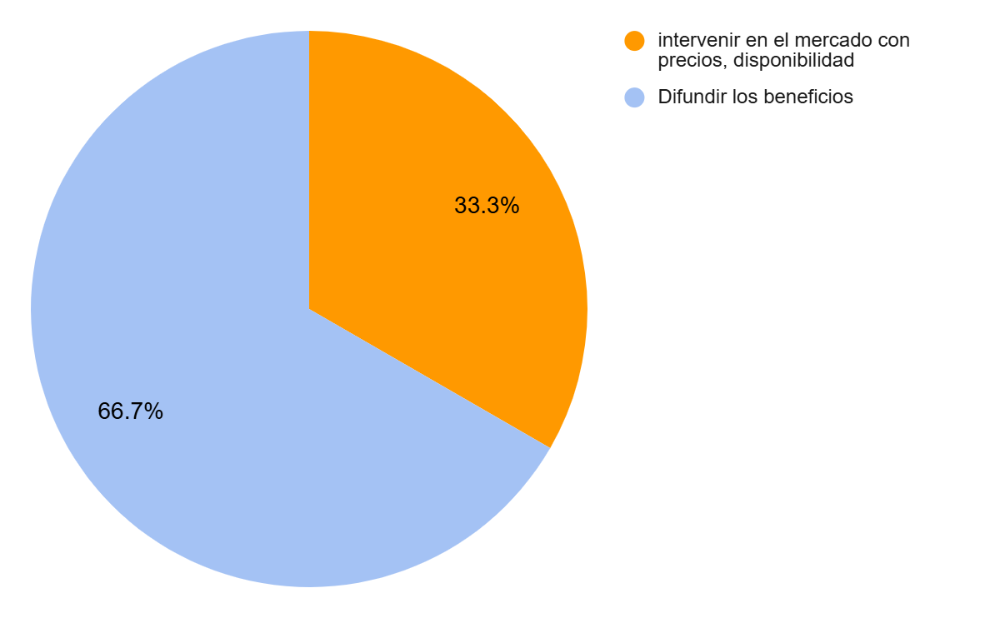 intervenir en el mercado con
precios, disponibilidad
Difundir los beneficios
33.3%
66.7%